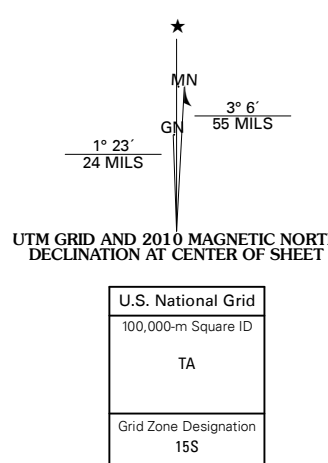 ★
MN
3° 6´
55 MILS
GN
1° 23´
24 MILS
UTM GRID AND 2010 MAGNETIC NORT
DECLINATION AT CENTER OF SHEET
U.S. National Grid
100,000-m Square ID
TA
Grid Zone Designation
15S